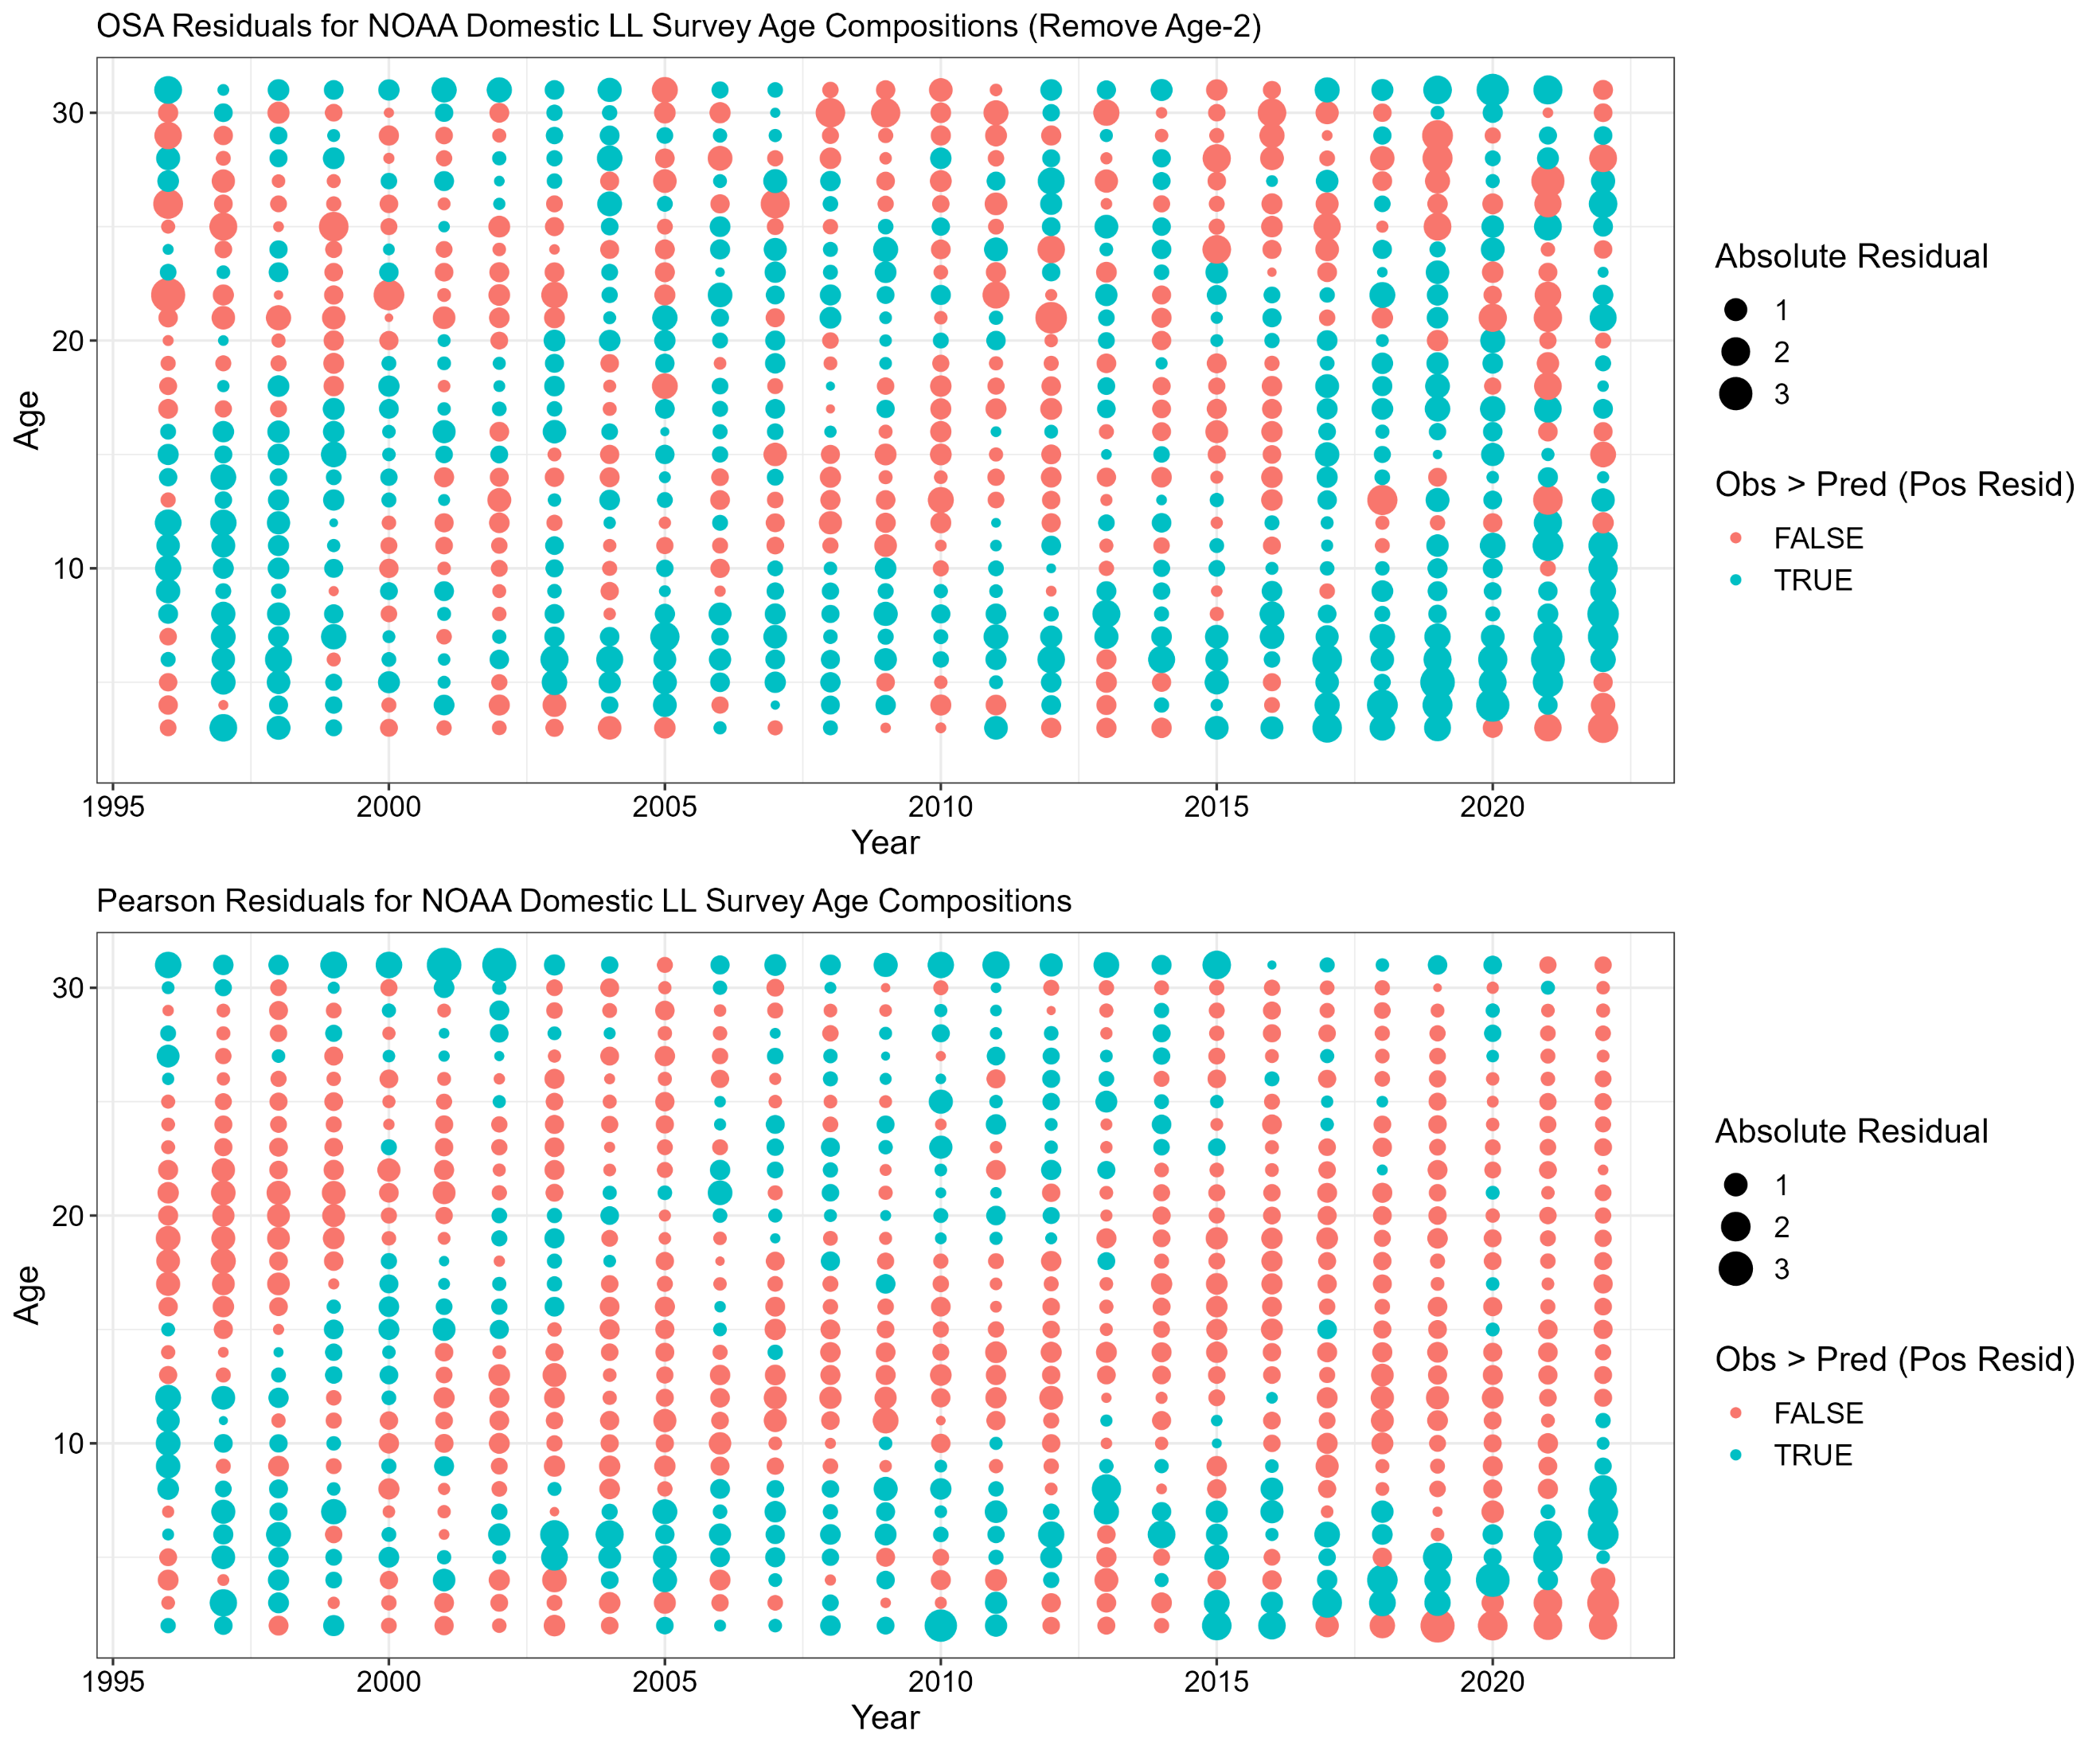 OSA Residuals for NOAA Domestic LL Survey Age Compositions (Remove Age-2)
30
20
10
Age
1995 2000 2005 2010 2015 2020
Year
Absolute Residual
1
2
3
Obs > Pred (Pos Resid)
FALSE
TRUE
Pearson Residuals for NOAA Domestic LL Survey Age Compositions
30
20
10
Age
1995 2000 2005 2010 2015 2020
Year
Absolute Residual
1
2
3
Obs > Pred (Pos Resid)
FALSE
TRUE